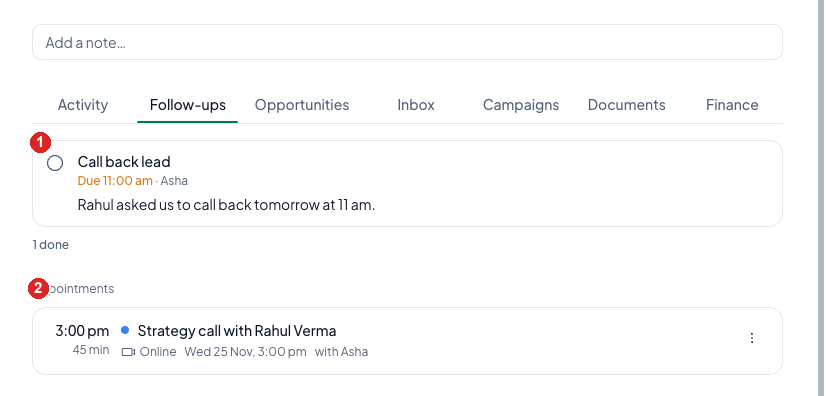 Add a note…
Activity Follow-ups Opportunities Inbox Campaigns Documents Finance
1
Call back lead
Due 11:00 am · Asha
Rahul asked us to call back tomorrow at 11 am.
1 done
2 pointments
3:00 pm Strategy call with Rahul Verma
45 min Online Wed 25 Nov, 3:00 pm with Asha